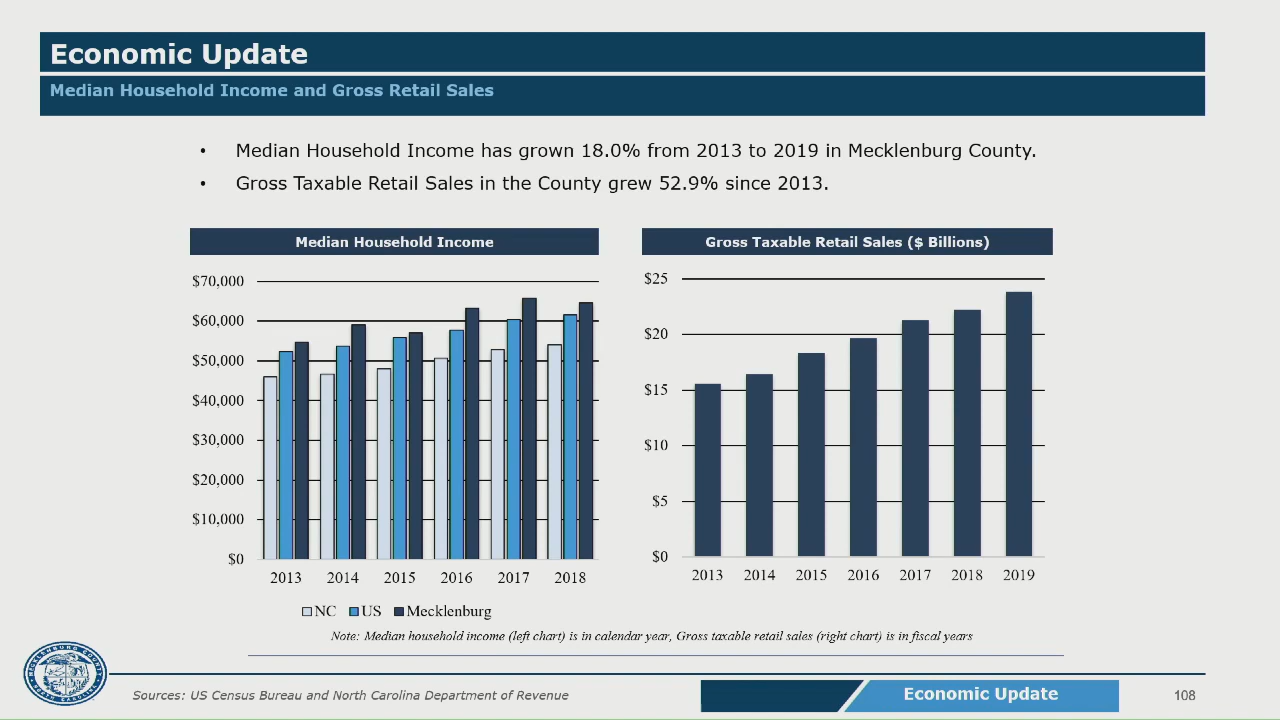 Economic Update
Median Household Income and Gross Retail Sales
• Median Household Income has grown 18.0% from 2013 to 2019 in Mecklenburg County.
• Gross Taxable Retail Sales in the County grew 52.9% since 2013.
Median Household Income
$70,000
$60,000
$50,000
$40,000
$30,000
$20,000
$10,000
$0
2013 2014 2015 2016 2017 2018
NC US Mecklenburg
Gross Taxable Retail Sales ($ Billions)
$25
$20
$15
$10
$5
$0
2013 2014 2015 2016 2017 2018 2019
Note: Median household income (left chart) is in calendar year, Gross taxable retail sales (right chart) is in fiscal years
Sources: US Census Bureau and North Carolina Department of Revenue
Economic Update
108